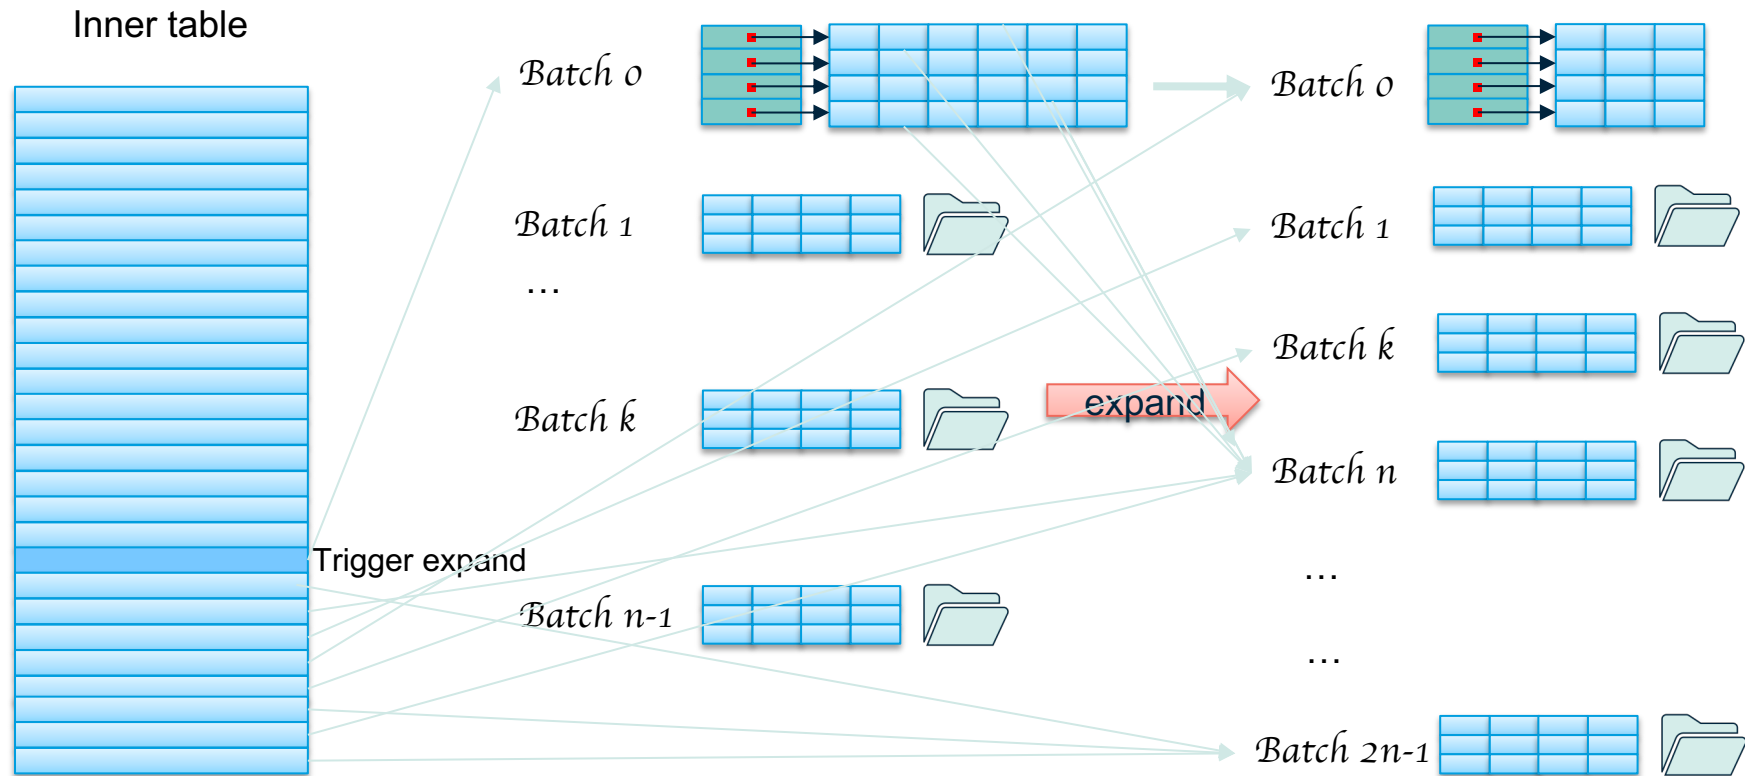 Inner table
Batch 0
Batch 0
Batch 1
Batch 1
...
Batch k
Batch k
expand
Batch n
Trigger expand
...
Batch n-1
...
Batch 2n-1